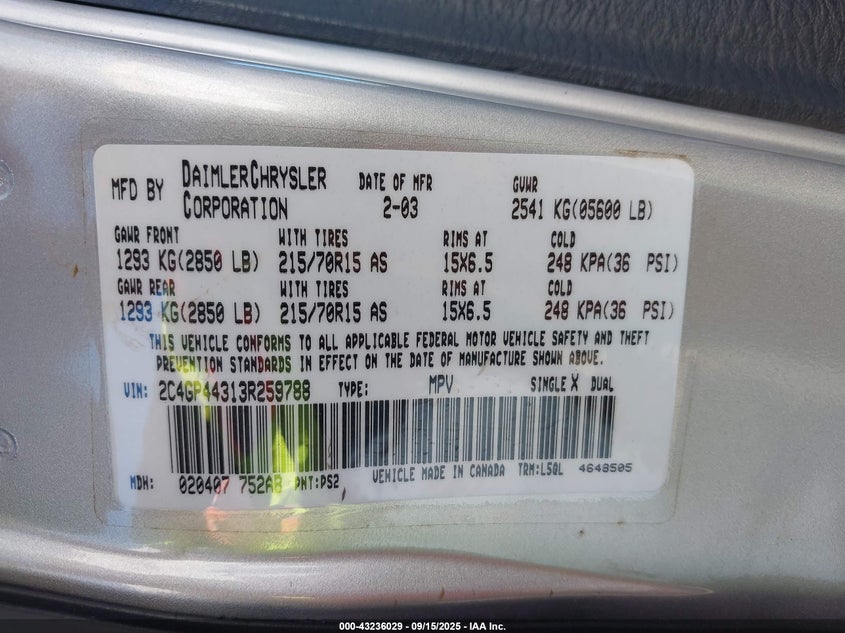 MFD BY DAIMLERCHRYSLER CORPORATION DATE OF MFR 2-03 GVWR 2541 KG(05600 LB)
GAWR FRONT WITH TIRES RIMS AT COLD
1293 KG(2850 LB) 215/70R15 AS 15X6.5 248 KPA(36 PSI)
GAWR REAR WITH TIRES RIMS AT COLD
1293 KG(2850 LB) 215/70R15 AS 15X6.5 248 KPA(36 PSI)
THIS VEHICLE CONFORMS TO ALL APPLICABLE FEDERAL MOTOR VEHICLE SAFETY AND THEFT
PREVENTION STANDARDS IN EFFECT ON THE DATE OF MANUFACTURE SHOWN ABOVE.
VIN: 2C4GP44313R259788 TYPE: MPV SINGLE X DUAL
MDH: 020407 752AB PNT:PS2 VEHICLE MADE IN CANADA TRM:L5QL 4648505
000-43236029 - 09/15/2025 - IAA Inc.